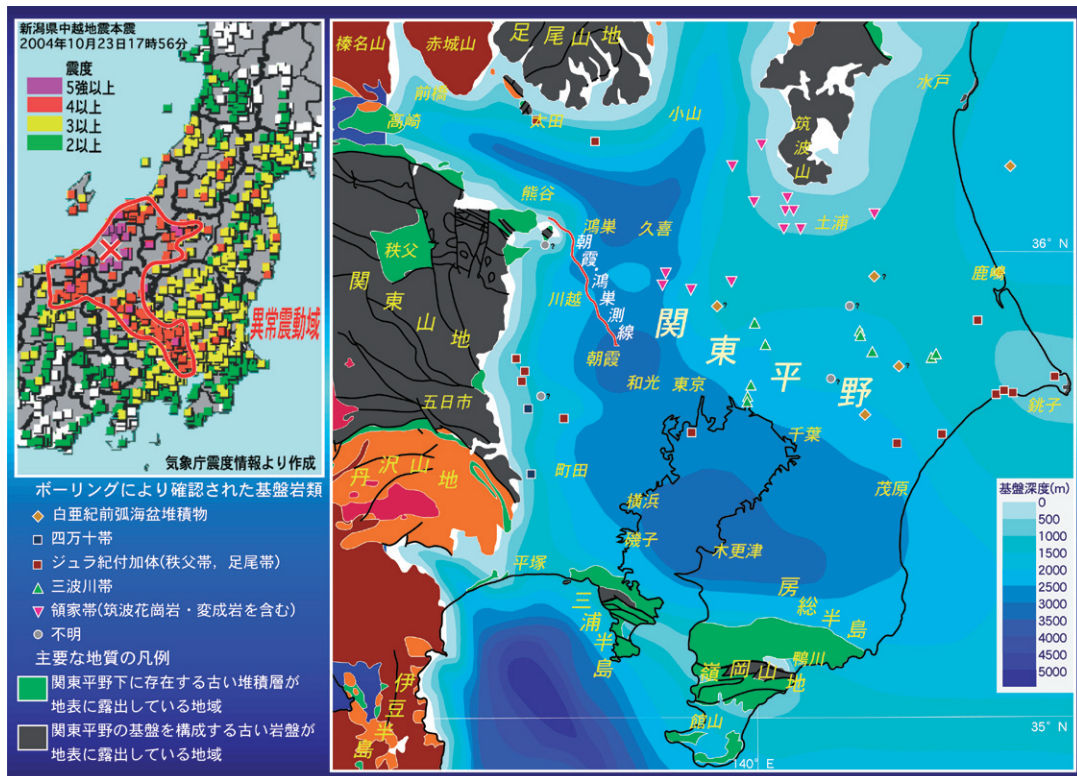 新潟県中越地震本震
2004年10月23日17時56分
震度
5強以上
4以上
3以上
2以上
異常震動域
気象庁震度情報より作成
ボーリングにより確認された基盤岩類
白亜紀前弧海盆堆積物
四万十帯
ジュラ紀付加体(秩父帯，足尾帯)
三波川帯
領家帯(筑波花崗岩・変成岩を含む)
不明
主要な地質の凡例
関東平野下に存在する古い堆積層が
地表に露出している地域
関東平野の基盤を構成する古い岩盤が
地表に露出している地域
榛名山
赤城山
足尾山地
水戸
前橋
高崎
太田
小山
筑波山
熊谷
鴻巣
久喜
土浦
36°N
秩父
朝霞・鴻巣測線
川越
鹿嶋
関東山地
関東平野
朝霞
和光
東京
五日市
銚子
千葉
丹沢山地
町田
茂原
横浜
磯子
木更津
平塚
房総半島
三浦半島
鴨川
嶺岡山地
伊豆半島
館山
35°N
140°E
?
?
?
?
?
?
?
?
基盤深度(m)
0
500
1000
1500
2000
2500
3000
3500
4000
4500
5000